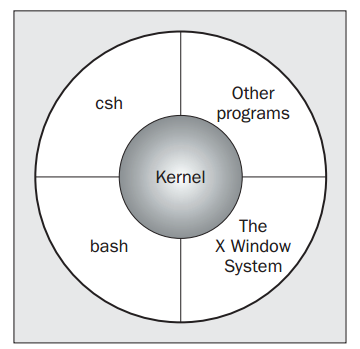 csh
Other
programs
Kernel
bash
The
X Window
System